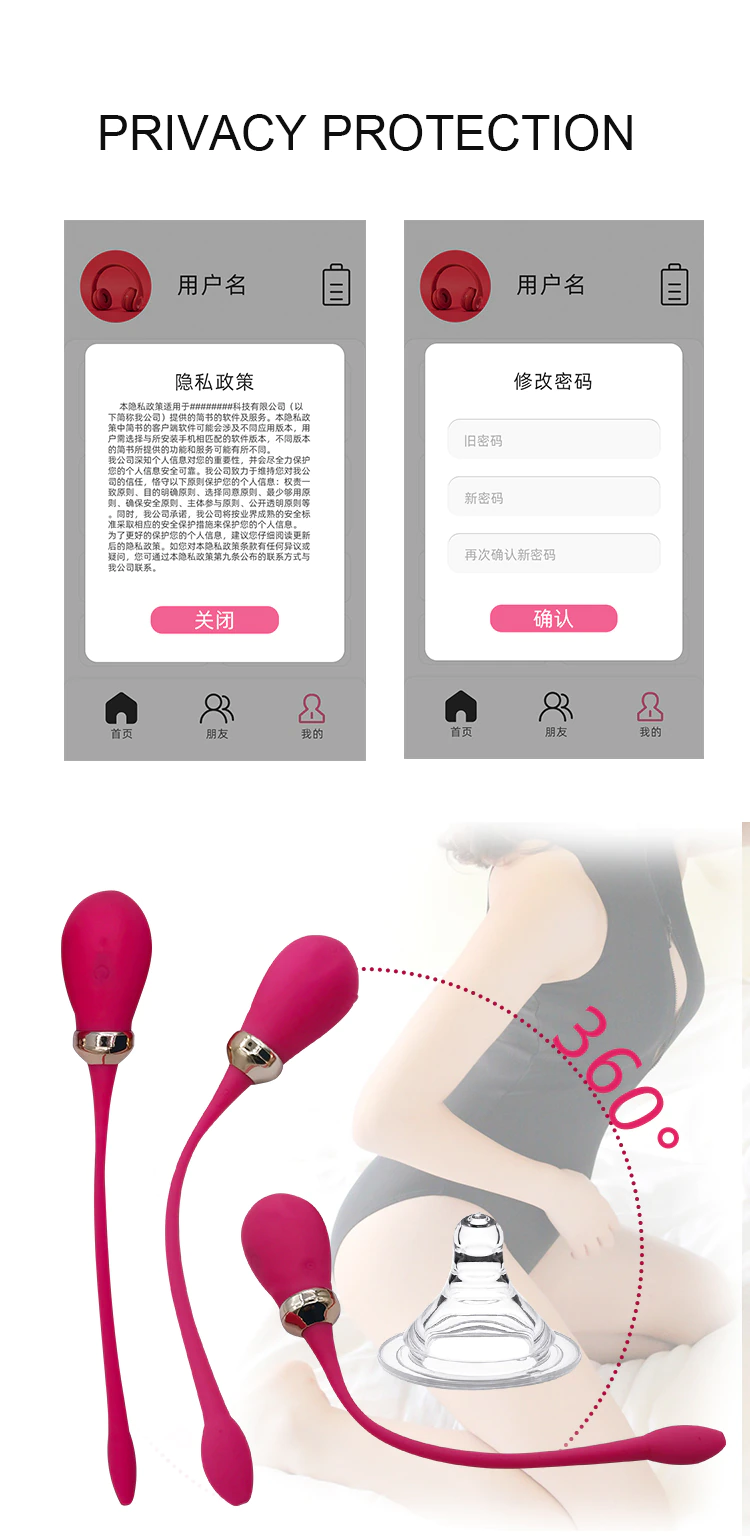 PRIVACY PROTECTION
用户名
隐私政策
本隐私政策适用于########科技有限公司（以
下简称我公司）提供的简书的软件及服务。本隐私政
策中简书的客户端软件可能会涉及不同应用版本，用
户需选择与所安装手机相匹配的软件版本，不同版本
的简书所提供的功能和服务可能有所不同。
我公司深知个人信息对您的重要性，并会尽全力保护
您的个人信息安全可靠。我公司致力于维持您对我公
司的信任，恪守以下原则保护您的个人信息：权责一
致原则、目的明确原则、选择同意原则、最少够用原
则、确保安全原则、主体参与原则、公开透明原则等
。同时，我公司承诺，我公司将按业界成熟的安全标
准采取相应的安全保护措施来保护您的个人信息。
为了更好的保护您的个人信息，建议您仔细阅读更新
后的隐私政策。如您对本隐私政策条款有任何异议或
疑问，您可通过本隐私政策第九条公布的联系方式与
我公司联系。
关闭
首页
朋友
我的
用户名
修改密码
旧密码
新密码
再次确认新密码
确认
首页
朋友
我的
360°